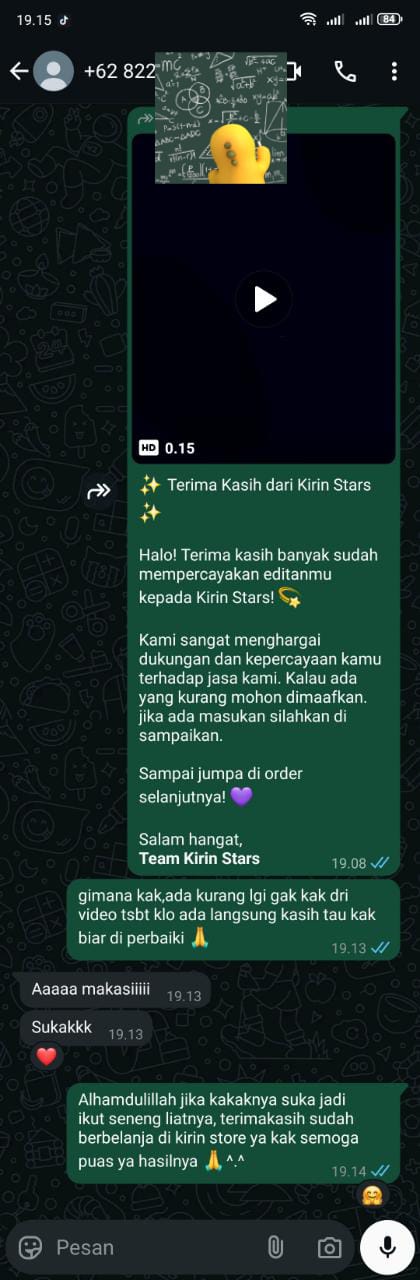 19.15
84
+62 822
HD 0.15
✨ Terima Kasih dari Kirin Stars
✨
Halo! Terima kasih banyak sudah
mempercayakan editanmu
kepada Kirin Stars! 💫
Kami sangat menghargai
dukungan dan kepercayaan kamu
terhadap jasa kami. Kalau ada
yang kurang mohon dimaafkan.
jika ada masukan silahkan di
sampaikan.
Sampai jumpa di order
selanjutnya! 💜
Salam hangat,
Team Kirin Stars 19.08
gimana kak,ada kurang lgi gak kak dri
video tsbt klo ada langsung kasih tau kak
biar di perbaiki 🙏 19.13
Aaaaa makasiiiii 19.13
Sukakkk 19.13
❤️
Alhamdulillah jika kakaknya suka jadi
ikut seneng liatnya, terimakasih sudah
berbelanja di kirin store ya kak semoga
puas ya hasilnya 🙏^.^ 19.14
🤗
Pesan